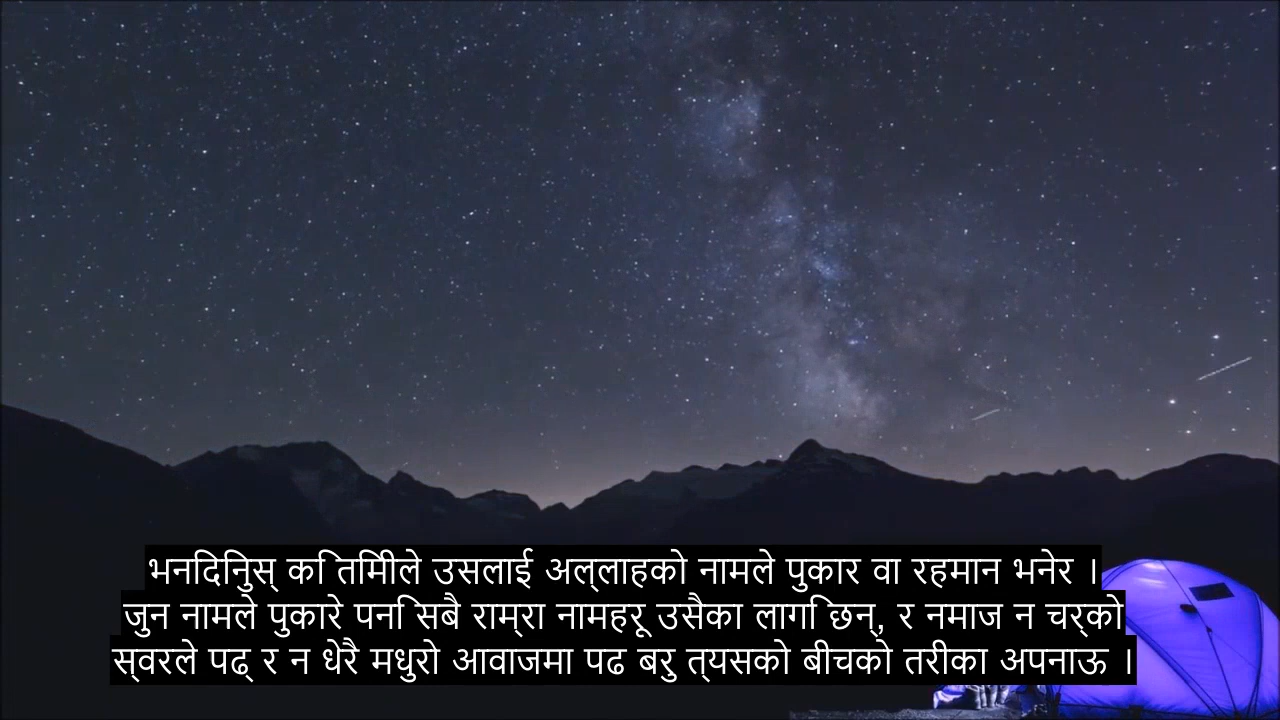 भनदिनुिस् कि तिमीले उसलाई अल्लाहको नामले पुकार वा रहमान भनेर ।
जुन नामले पुकारे पनि सबै राम्रा नामहरू उसैका लागि छन्, र नमाज न चर्को
स्वरले पढ् र न धेरै मधुरो आवाजमा पढ बरु त्यसको बीचको तरीका अपनाऊ ।